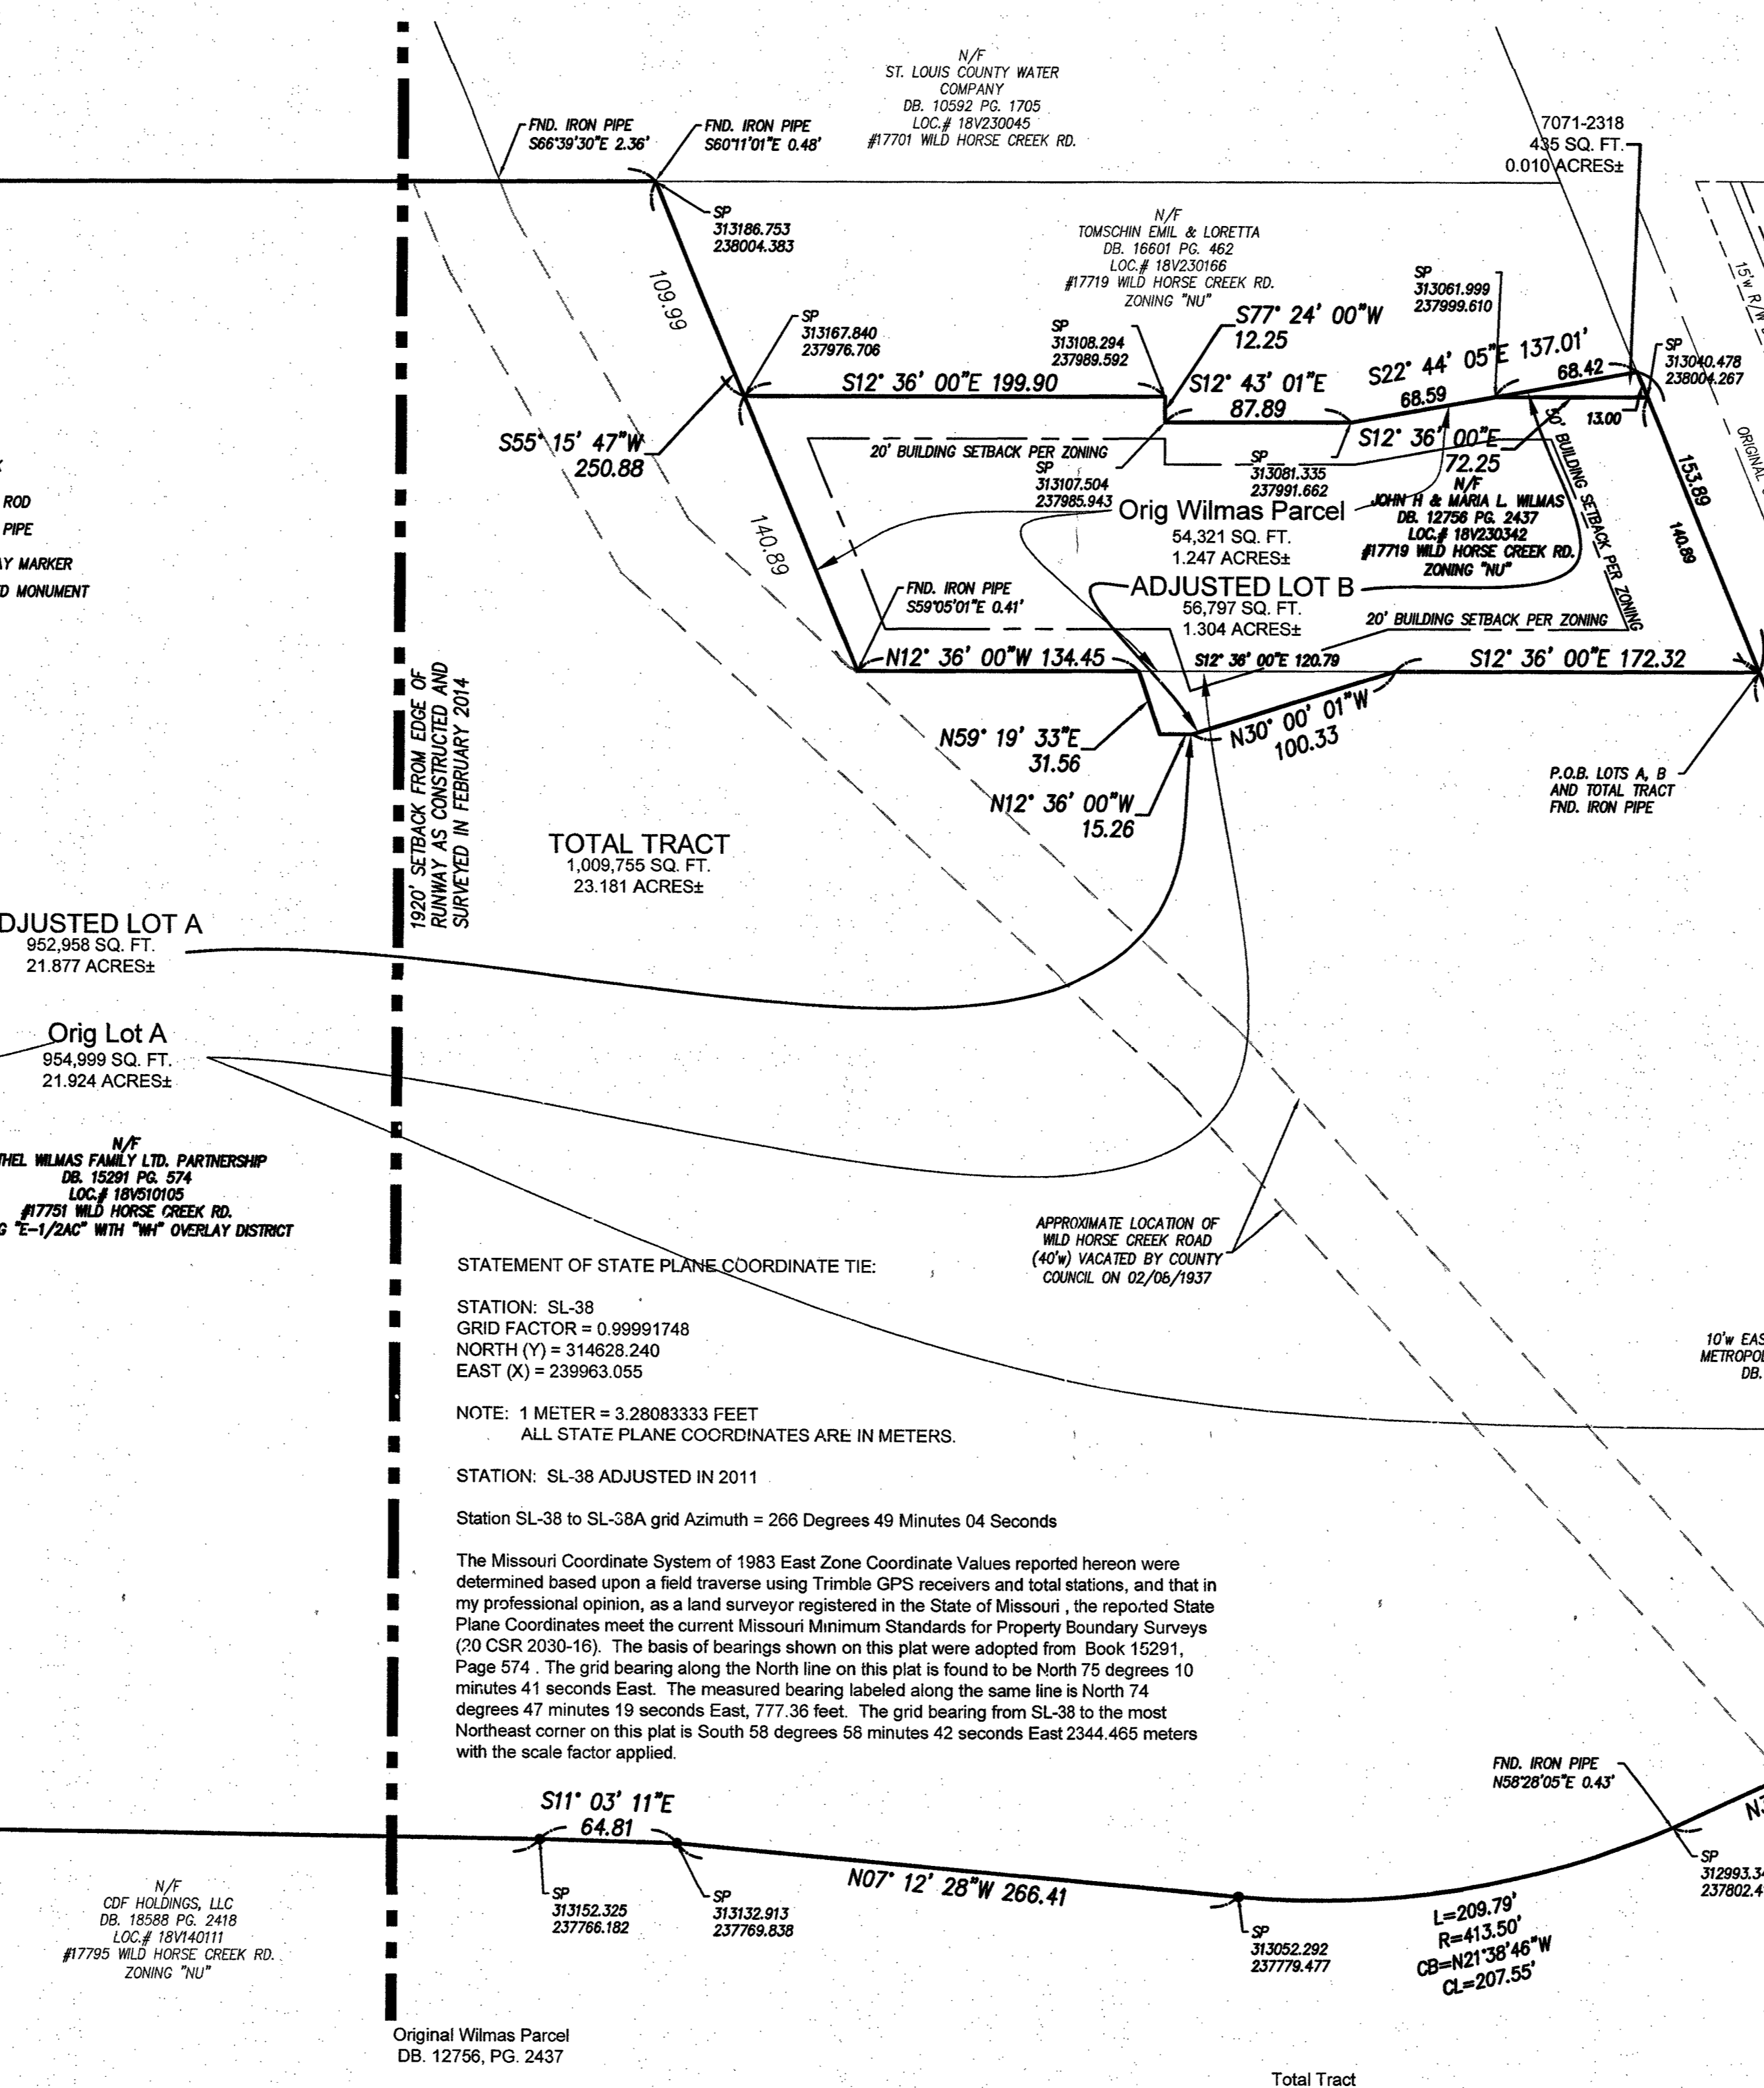 N/F
ST. LOUIS COUNTY WATER
COMPANY
DB. 10592 PG. 1705
LOC.# 18V230045
#17701 WILD HORSE CREEK RD.
FND. IRON PIPE
S66°39'30"E 2.36'
FND. IRON PIPE
S60°11'01"E 0.48'
7071-2318
435 SQ. FT.
0.010 ACRES±
SP
313186.753
238004.383
N/F
TOMSCHIN EMIL & LORETTA
DB. 16601 PG. 462
LOC.# 18V230166
#17719 WILD HORSE CREEK RD.
ZONING "NU"
15'w R/W
109.99
SP
313167.840
237976.706
SP
313108.294
237989.592
S77° 24' 00"W
12.25
SP
313061.999
237999.610
SP
313040.478
238004.267
S12° 36' 00"E 199.90
S12° 43' 01"E
87.89
S22° 44' 05"E 137.01'
68.59
68.42
13.00
S12° 36' 00"E
72.25
S55° 15' 47"W
250.88
20' BUILDING SETBACK PER ZONING
SP
313107.504
237985.943
SP
313081.335
237991.662
BUILDING SETBACK PER ZONING
ORIGINAL
153.89
140.89
140.89
ROD
PIPE
MARKER
MONUMENT
Orig Wilmas Parcel
54,321 SQ. FT.
1.247 ACRES±
N/F
JOHN H & MARIA L. WILMAS
DB. 12756 PG. 2437
LOC.# 18V230342
#17719 WILD HORSE CREEK RD.
ZONING "NU"
ADJUSTED LOT B
56,797 SQ. FT.
1.304 ACRES±
FND. IRON PIPE
S59°05'01"E 0.41'
20' BUILDING SETBACK PER ZONING
N12° 36' 00"W 134.45
S12° 36' 00"E 120.79
S12° 36' 00"E 172.32
N59° 19' 33"E
31.56
N30° 00' 01"W
100.33
N12° 36' 00"W
15.26
P.O.B. LOTS A, B
AND TOTAL TRACT
FND. IRON PIPE
1920' SETBACK FROM EDGE OF
RUNWAY AS CONSTRUCTED AND
SURVEYED IN FEBRUARY 2014
TOTAL TRACT
1,009,755 SQ. FT.
23.181 ACRES±
DJUSTED LOT A
952,958 SQ. FT.
21.877 ACRES±
Orig Lot A
954,999 SQ. FT.
21.924 ACRES±
N/F
THEL WILMAS FAMILY LTD. PARTNERSHIP
DB. 15291 PG. 574
LOC.# 18V510105
#17751 WILD HORSE CREEK RD.
G "E-1/2AC" WITH "WH" OVERLAY DISTRICT
APPROXIMATE LOCATION OF
WILD HORSE CREEK ROAD
(40'w) VACATED BY COUNTY
COUNCIL ON 02/06/1937
STATEMENT OF STATE PLANE COORDINATE TIE:
STATION: SL-38
GRID FACTOR = 0.99991748
NORTH (Y) = 314628.240
EAST (X) = 239963.055
NOTE: 1 METER = 3.28083333 FEET
ALL STATE PLANE COORDINATES ARE IN METERS.
STATION: SL-38 ADJUSTED IN 2011
Station SL-38 to SL-38A grid Azimuth = 266 Degrees 49 Minutes 04 Seconds
The Missouri Coordinate System of 1983 East Zone Coordinate Values reported hereon were
determined based upon a field traverse using Trimble GPS receivers and total stations, and that in
my professional opinion, as a land surveyor registered in the State of Missouri , the reported State
Plane Coordinates meet the current Missouri Minimum Standards for Property Boundary Surveys
(20 CSR 2030-16). The basis of bearings shown on this plat were adopted from Book 15291,
Page 574 . The grid bearing along the North line on this plat is found to be North 75 degrees 10
minutes 41 seconds East. The measured bearing labeled along the same line is North 74
degrees 47 minutes 19 seconds East, 777.36 feet. The grid bearing from SL-38 to the most
Northeast corner on this plat is South 58 degrees 58 minutes 42 seconds East 2344.465 meters
with the scale factor applied.
10'w EAS
METROPOL
DB.
FND. IRON PIPE
N58°28'05"E 0.43'
S11° 03' 11"E
64.81
N07° 12' 28"W 266.41
SP
313152.325
237766.182
SP
313132.913
237769.838
SP
313052.292
237779.477
L=209.79'
R=413.50'
CB=N21°38'46"W
CL=207.55'
SP
312993.34
237802.4
N3
N/F
CDF HOLDINGS, LLC
DB. 18588 PG. 2418
LOC.# 18V140111
#17795 WILD HORSE CREEK RD.
ZONING "NU"
Original Wilmas Parcel
DB. 12756, PG. 2437
Total Tract